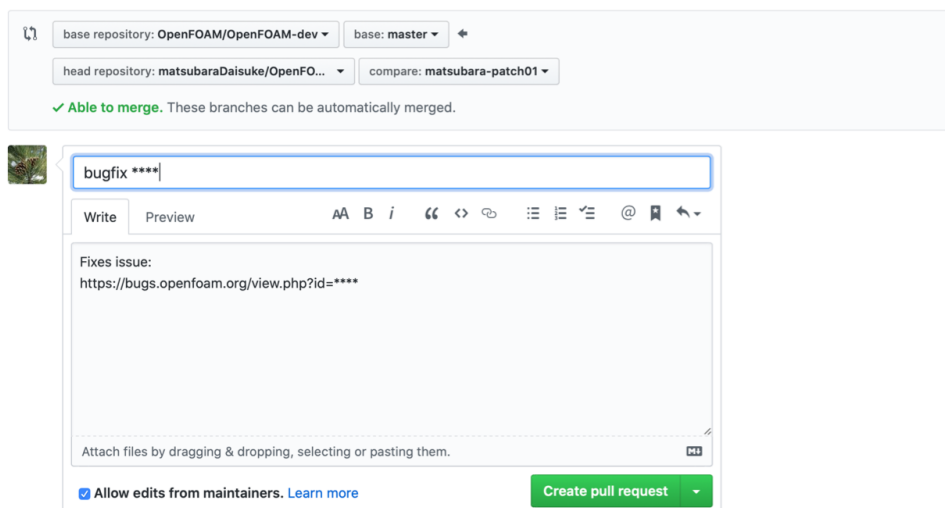 base repository: OpenFOAM/OpenFOAM-dev base: master
head repository: matsubaraDaisuke/OpenFO... compare: matsubara-patch01
Able to merge. These branches can be automatically merged.
bugfix ****
Write Preview AA B i
Fixes issue:
https://bugs.openfoam.org/view.php?id=****
Attach files by dragging & dropping, selecting or pasting them.
Allow edits from maintainers. Learn more Create pull request